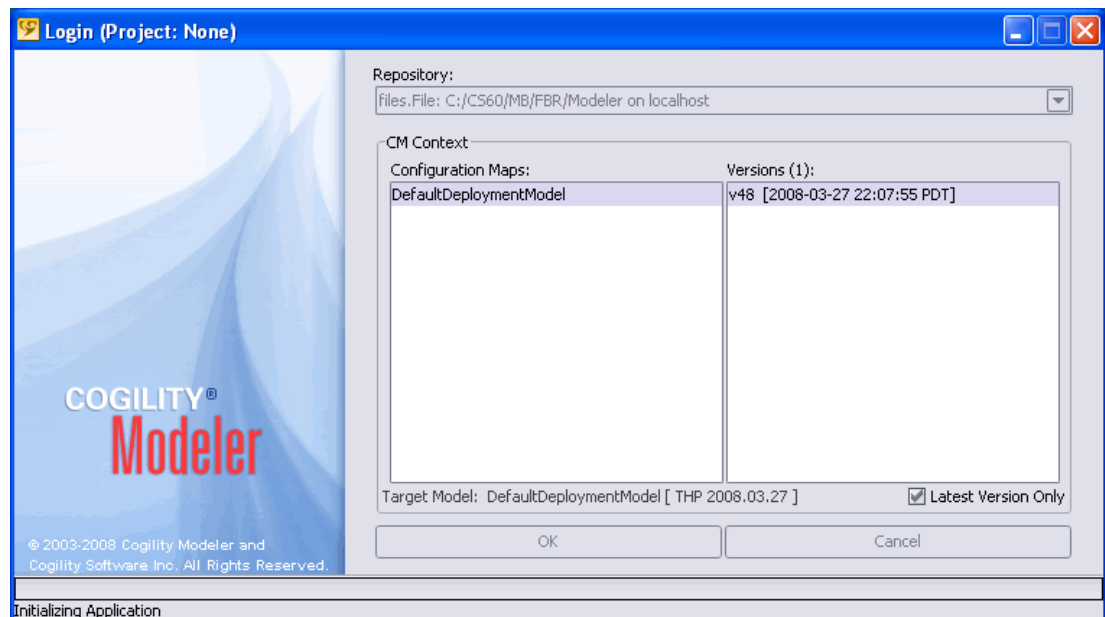 Login (Project: None)
Repository:
files.File: C:/CS60/MB/FBR/Modeler on localhost
CM Context
Configuration Maps:
Versions (1):
DefaultDeploymentModel
v48 [2008-03-27 22:07:55 PDT]
COGILITY®
Modeler
Target Model: DefaultDeploymentModel [ THP 2008.03.27 ]
Latest Version Only
OK
Cancel
© 2003-2008 Cogility Modeler and
Cogility Software Inc. All Rights Reserved.
Initializing Application